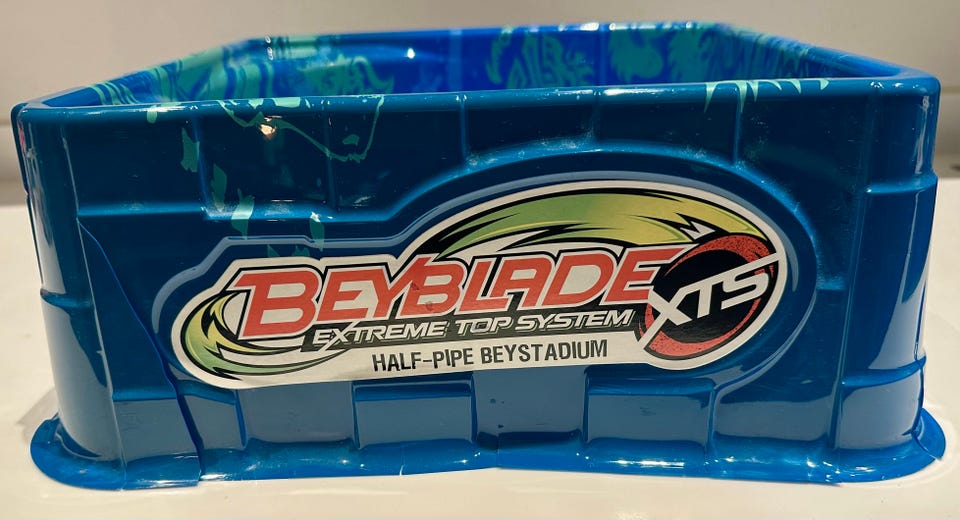 BEYBLADE
EXTREME TOP SYSTEM
XTS
HALF-PIPE BEYSTADIUM